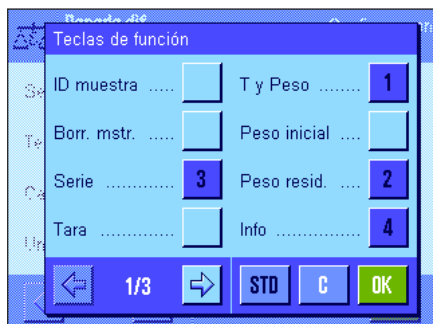 Teclas de función
ID muestra ..... T y Peso ........ 1
Borr. mstr. ..... Peso inicial ....
Serie ............. 3 Peso resid. .... 2
Tara ............. Info ................ 4
1/3 STD C OK